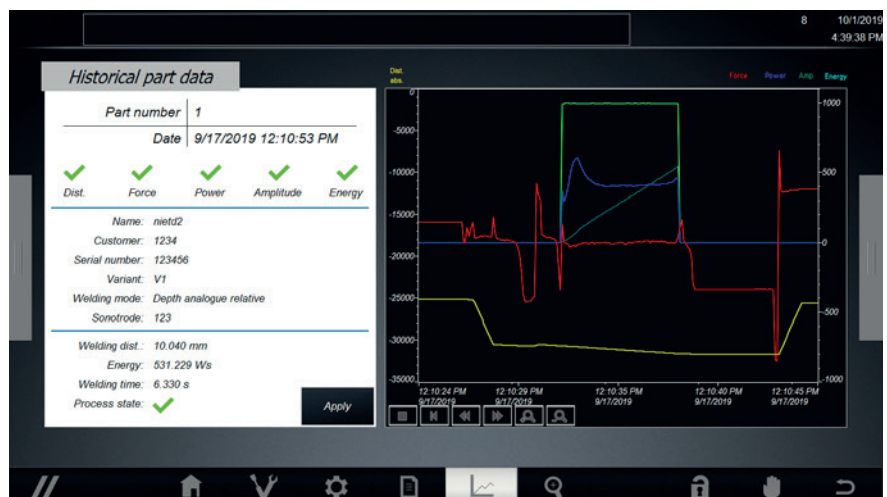 8 10/1/2019
4:39:38 PM
Historical part data
Part number 1
Date 9/17/2019 12:10:53 PM
Dist. Force Power Amplitude Energy
Name: nietd2
Customer: 1234
Serial number: 123456
Variant: V1
Welding mode: Depth analogue relative
Sonotrode: 123
Welding dist.: 10.040 mm
Energy: 531.229 Ws
Welding time: 6.330 s
Process state:
Apply
Dist. abs.
Force Power Amp. Energy
0
-5000
-10000
-15000
-20000
-25000
-30000
-35000
1000
500
0
-500
-1000
12:10:24 PM 12:10:29 PM 12:10:35 PM 12:10:40 PM 12:10:45 PM
9/17/2019 9/17/2019 9/17/2019 9/17/2019 9/17/2019